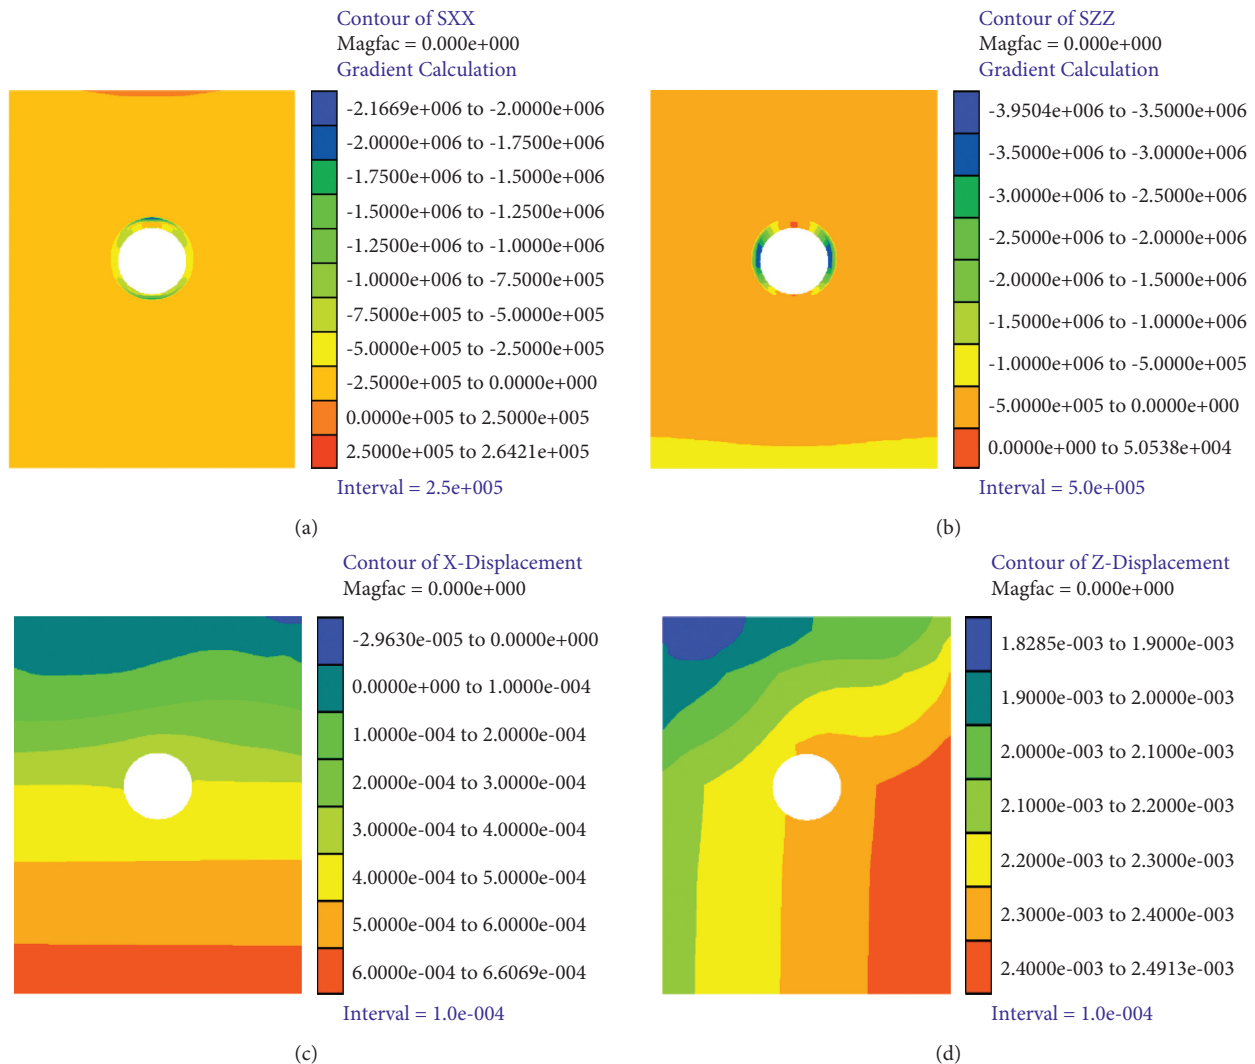 Contour of SXX
Magfac = 0.000e+000
Gradient Calculation
-2.1669e+006 to -2.0000e+006
-2.0000e+006 to -1.7500e+006
-1.7500e+006 to -1.5000e+006
-1.5000e+006 to -1.2500e+006
-1.2500e+006 to -1.0000e+006
-1.0000e+006 to -7.5000e+005
-7.5000e+005 to -5.0000e+005
-5.0000e+005 to -2.5000e+005
-2.5000e+005 to 0.0000e+000
0.0000e+005 to 2.5000e+005
2.5000e+005 to 2.6421e+005
Interval = 2.5e+005
(a)
Contour of SZZ
Magfac = 0.000e+000
Gradient Calculation
-3.9504e+006 to -3.5000e+006
-3.5000e+006 to -3.0000e+006
-3.0000e+006 to -2.5000e+006
-2.5000e+006 to -2.0000e+006
-2.0000e+006 to -1.5000e+006
-1.5000e+006 to -1.0000e+006
-1.0000e+006 to -5.0000e+005
-5.0000e+005 to 0.0000e+000
0.0000e+000 to 5.0538e+004
Interval = 5.0e+005
(b)
Contour of X-Displacement
Magfac = 0.000e+000
-2.9630e-005 to 0.0000e+000
0.0000e+000 to 1.0000e-004
1.0000e-004 to 2.0000e-004
2.0000e-004 to 3.0000e-004
3.0000e-004 to 4.0000e-004
4.0000e-004 to 5.0000e-004
5.0000e-004 to 6.0000e-004
6.0000e-004 to 6.6069e-004
Interval = 1.0e-004
(c)
Contour of Z-Displacement
Magfac = 0.000e+000
1.8285e-003 to 1.9000e-003
1.9000e-003 to 2.0000e-003
2.0000e-003 to 2.1000e-003
2.1000e-003 to 2.2000e-003
2.2000e-003 to 2.3000e-003
2.3000e-003 to 2.4000e-003
2.4000e-003 to 2.4913e-003
Interval = 1.0e-004
(d)